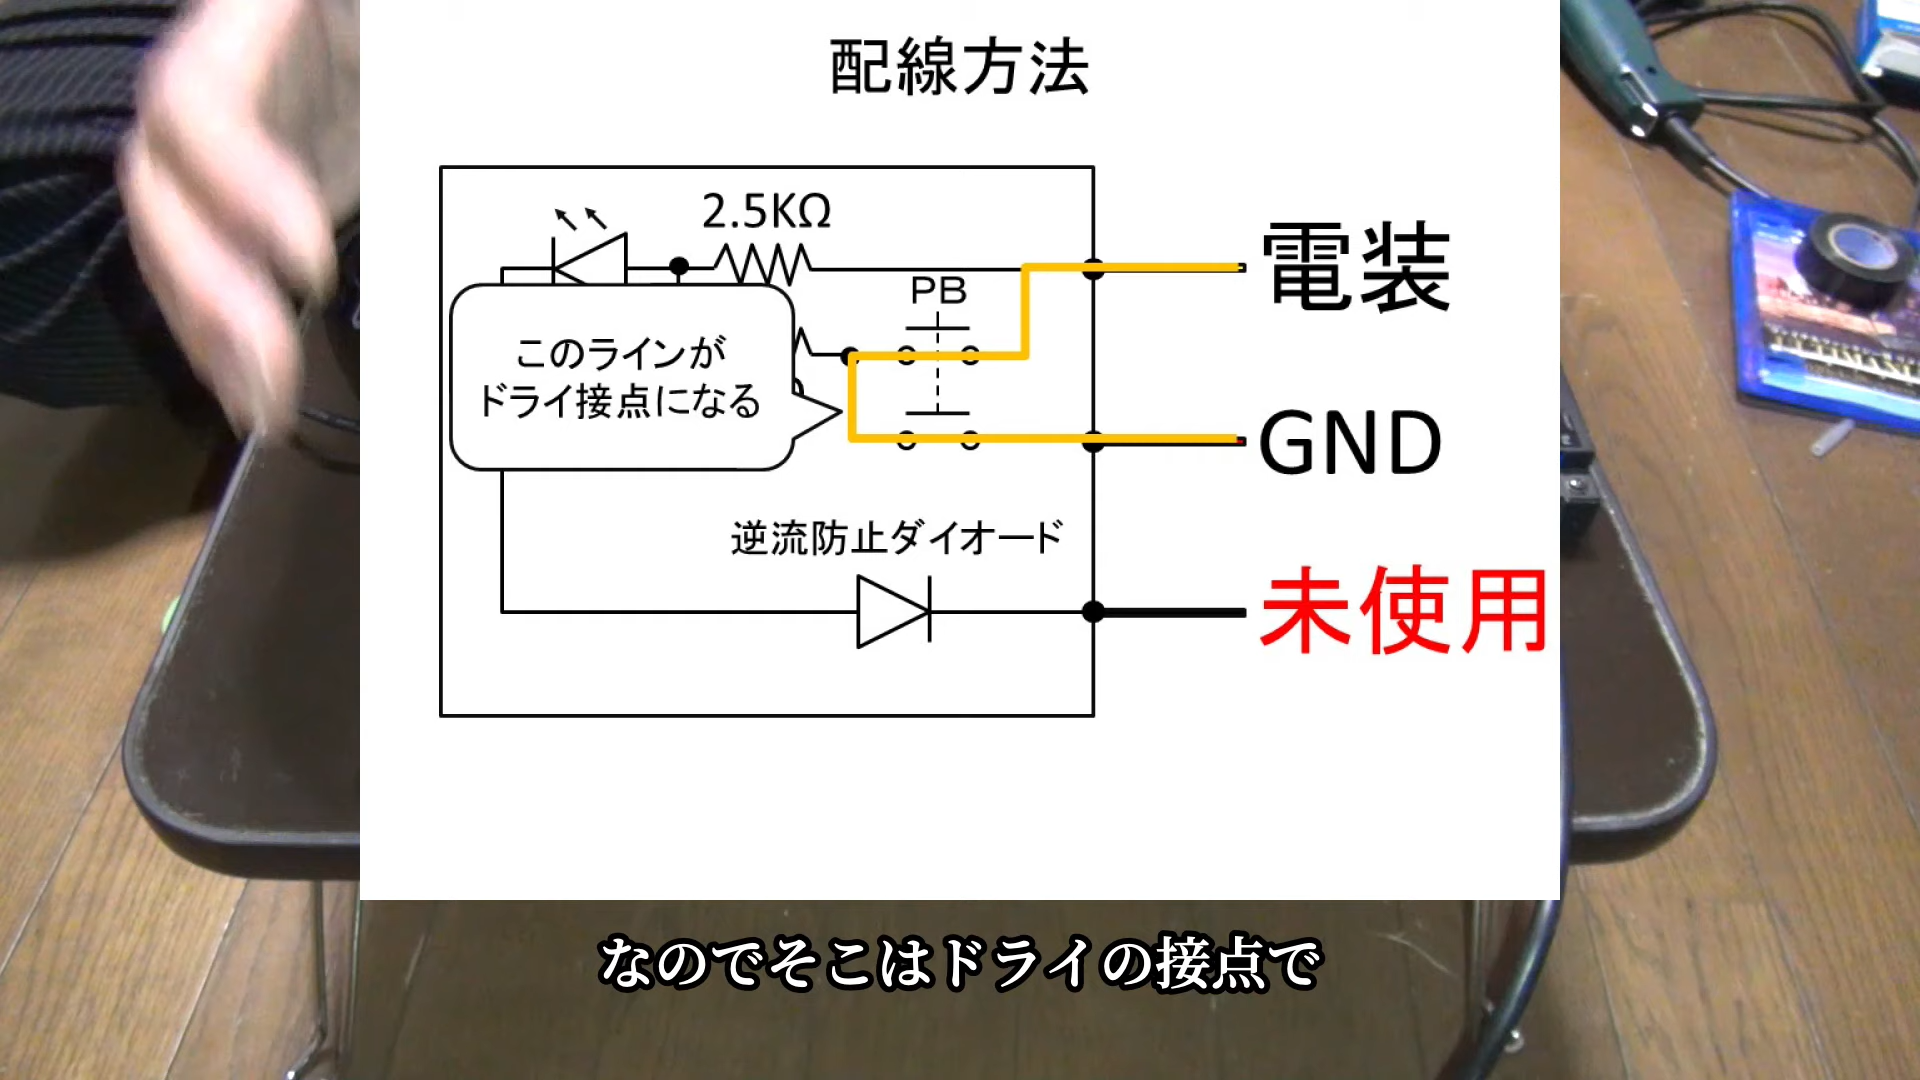 配線方法
2.5KΩ
PB
電装
このラインが
ドライ接点になる
GND
逆流防止ダイオード
未使用
なのでそこはドライの接点で